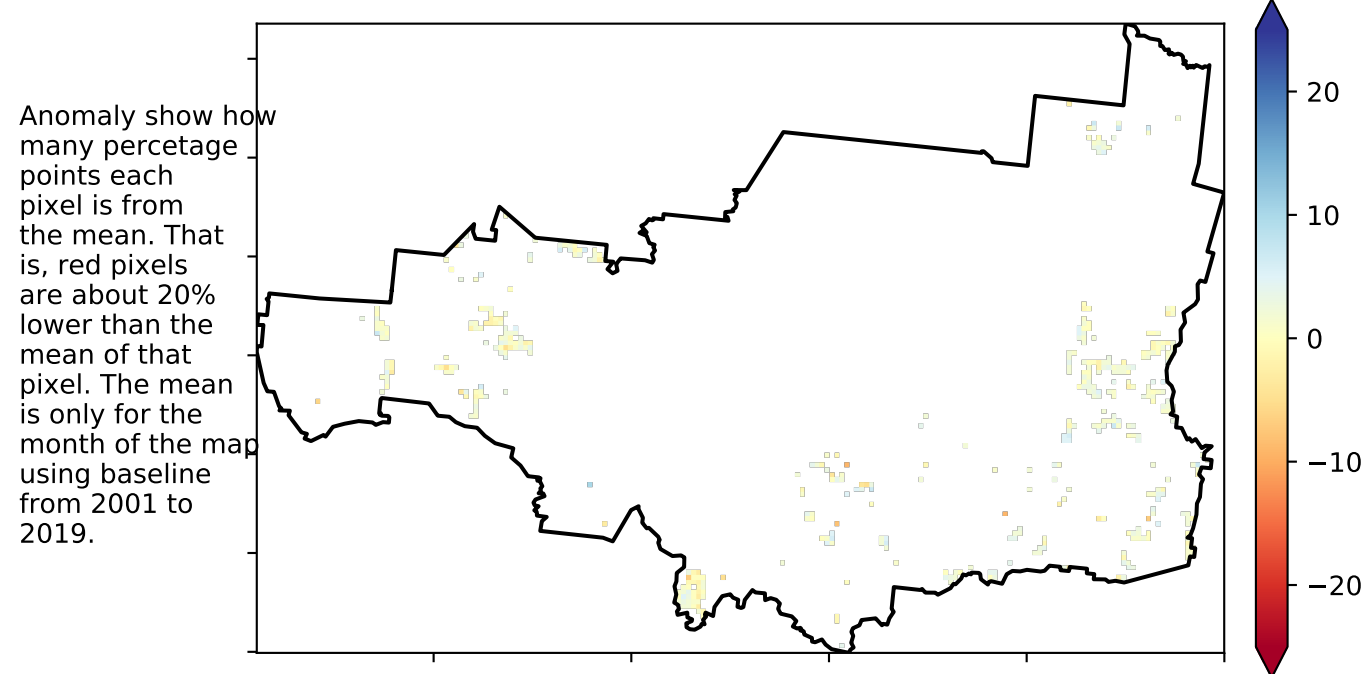 Anomaly show how
many percetage
points each
pixel is from
the mean. That
is, red pixels
are about 20%
lower than the
mean of that
pixel. The mean
is only for the
month of the map
using baseline
from 2001 to
2019.
20
10
0
−10
−20